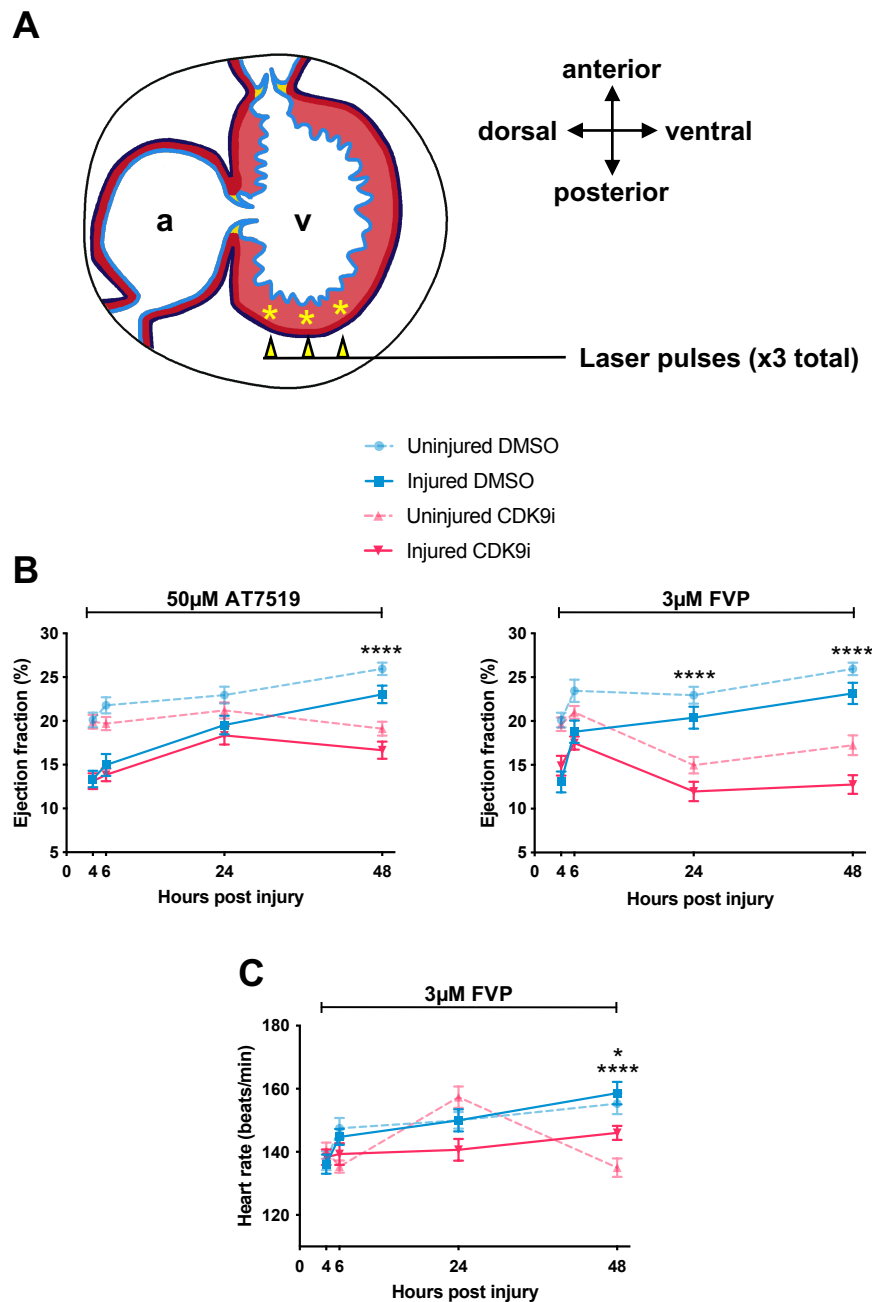 A
a
v
* * *
anterior
dorsal ventral
posterior
Laser pulses (x3 total)
Uninjured DMSO
Injured DMSO
Uninjured CDK9i
Injured CDK9i
B
50µM AT7519
Ejection fraction (%)
30
25
20
15
10
5
0 4 6 24 48
Hours post injury
****
3µM FVP
Ejection fraction (%)
30
25
20
15
10
5
0 4 6 24 48
Hours post injury
****
****
C
3µM FVP
Heart rate (beats/min)
180
160
140
120
0 4 6 24 48
Hours post injury
*
****